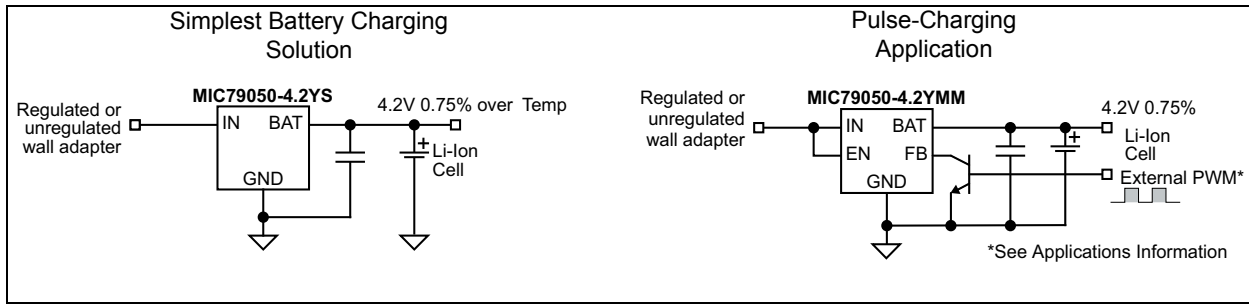 Simplest Battery Charging
Solution
MIC79050-4.2YS
Regulated or
unregulated
wall adapter
IN BAT
GND
4.2V 0.75% over Temp
+
Li-Ion
Cell
Pulse-Charging
Application
MIC79050-4.2YMM
Regulated or
unregulated
wall adapter
IN BAT
EN FB
GND
4.2V 0.75%
+
Li-Ion
Cell
External PWM*
*See Applications Information